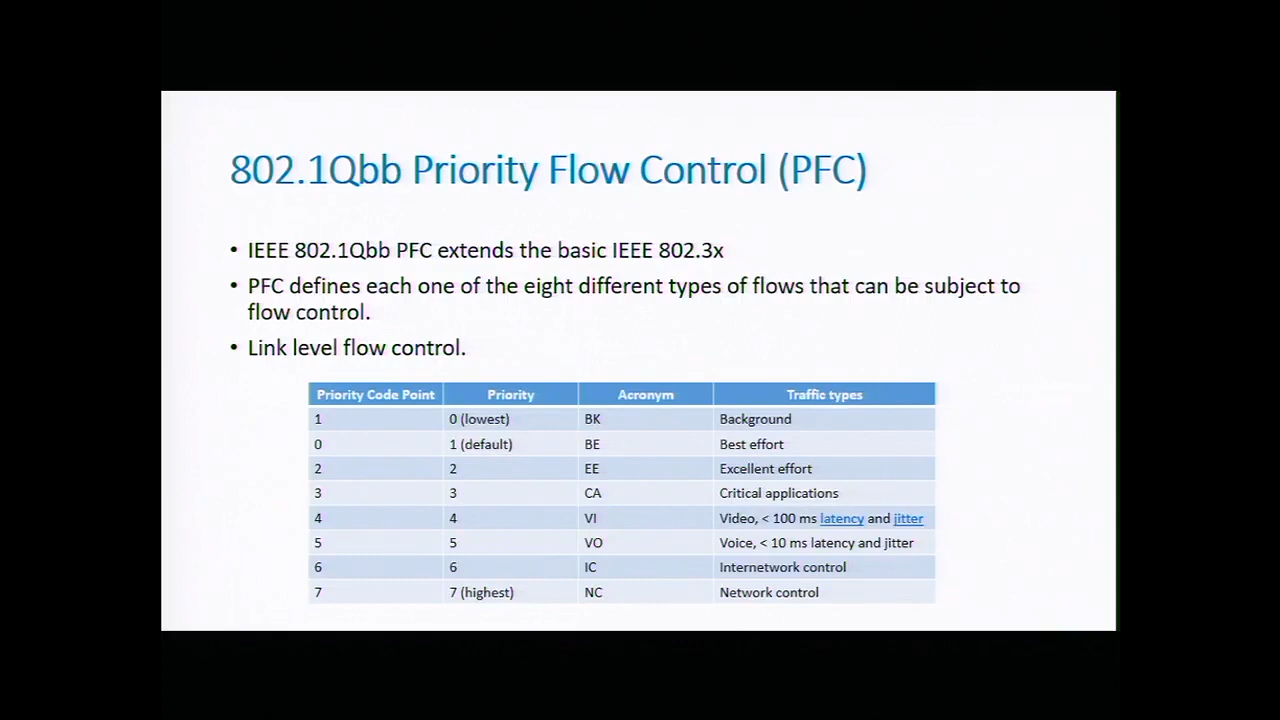 802.1Qbb Priority Flow Control (PFC)
• IEEE 802.1Qbb PFC extends the basic IEEE 802.3x
• PFC defines each one of the eight different types of flows that can be subject to
flow control.
• Link level flow control.
Priority Code Point Priority Acronym Traffic types
1 0 (lowest) BK Background
0 1 (default) BE Best effort
2 2 EE Excellent effort
3 3 CA Critical applications
4 4 VI Video, < 100 ms latency and jitter
5 5 VO Voice, < 10 ms latency and jitter
6 6 IC Internetwork control
7 7 (highest) NC Network control